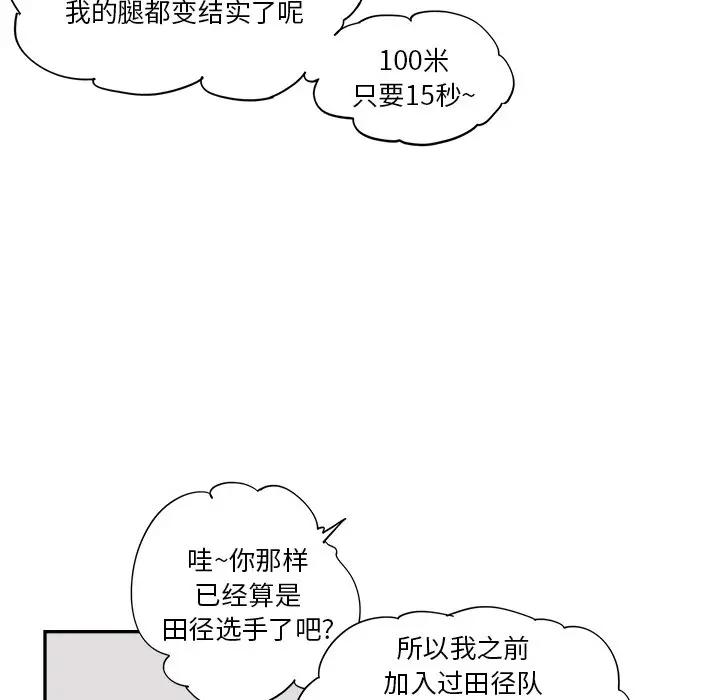 我的腿都变结实了呢
100米
只要15秒~
哇~你那样
已经算是
田径选手了吧?
所以我之前
加入过田径队